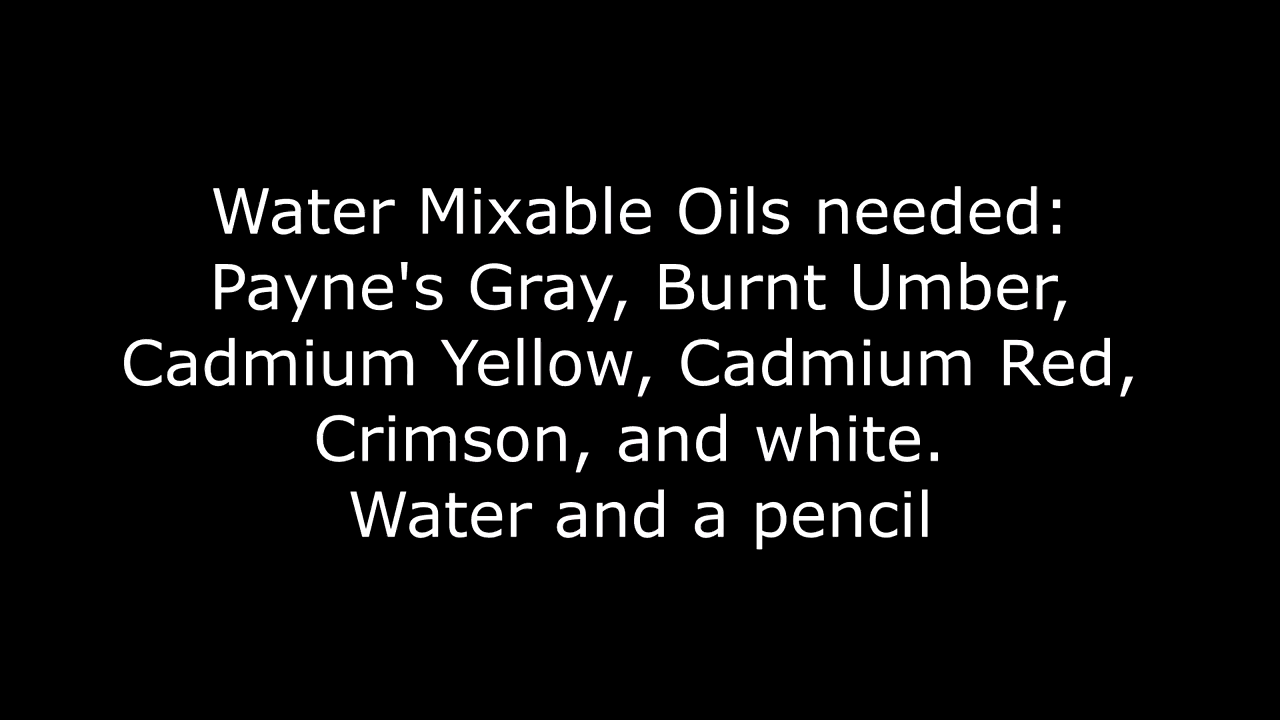 Water Mixable Oils needed:
Payne's Gray, Burnt Umber,
Cadmium Yellow, Cadmium Red,
Crimson, and white.
Water and a pencil